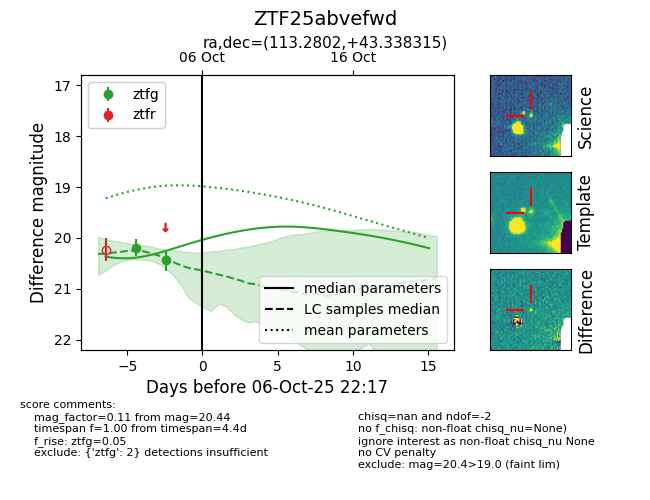 ZTF25abvefwd
ra,dec=(113.2802,+43.338315)
06 Oct
16 Oct
17
18
19
20
21
22
Difference magnitude
ztfg
ztfr
median parameters
LC samples median
mean parameters
−5
0
5
10
15
Days before 06-Oct-25 22:17
Science
Template
Difference
score comments:
mag_factor=0.11 from mag=20.44
timespan f=1.00 from timespan=4.4d
f_rise: ztfg=0.05
exclude: {'ztfg': 2} detections insufficient
chisq=nan and ndof=-2
no f_chisq: non-float chisq_nu=None)
ignore interest as non-float chisq_nu None
no CV penalty
exclude: mag=20.4>19.0 (faint lim)